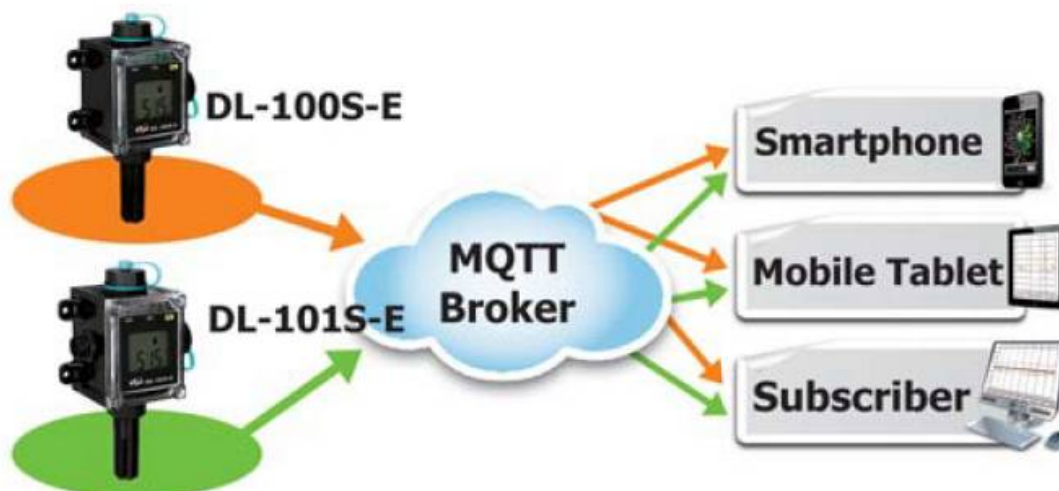 DL-100S-E
DL-101S-E
MQTT
Broker
Smartphone
Mobile Tablet
Subscriber